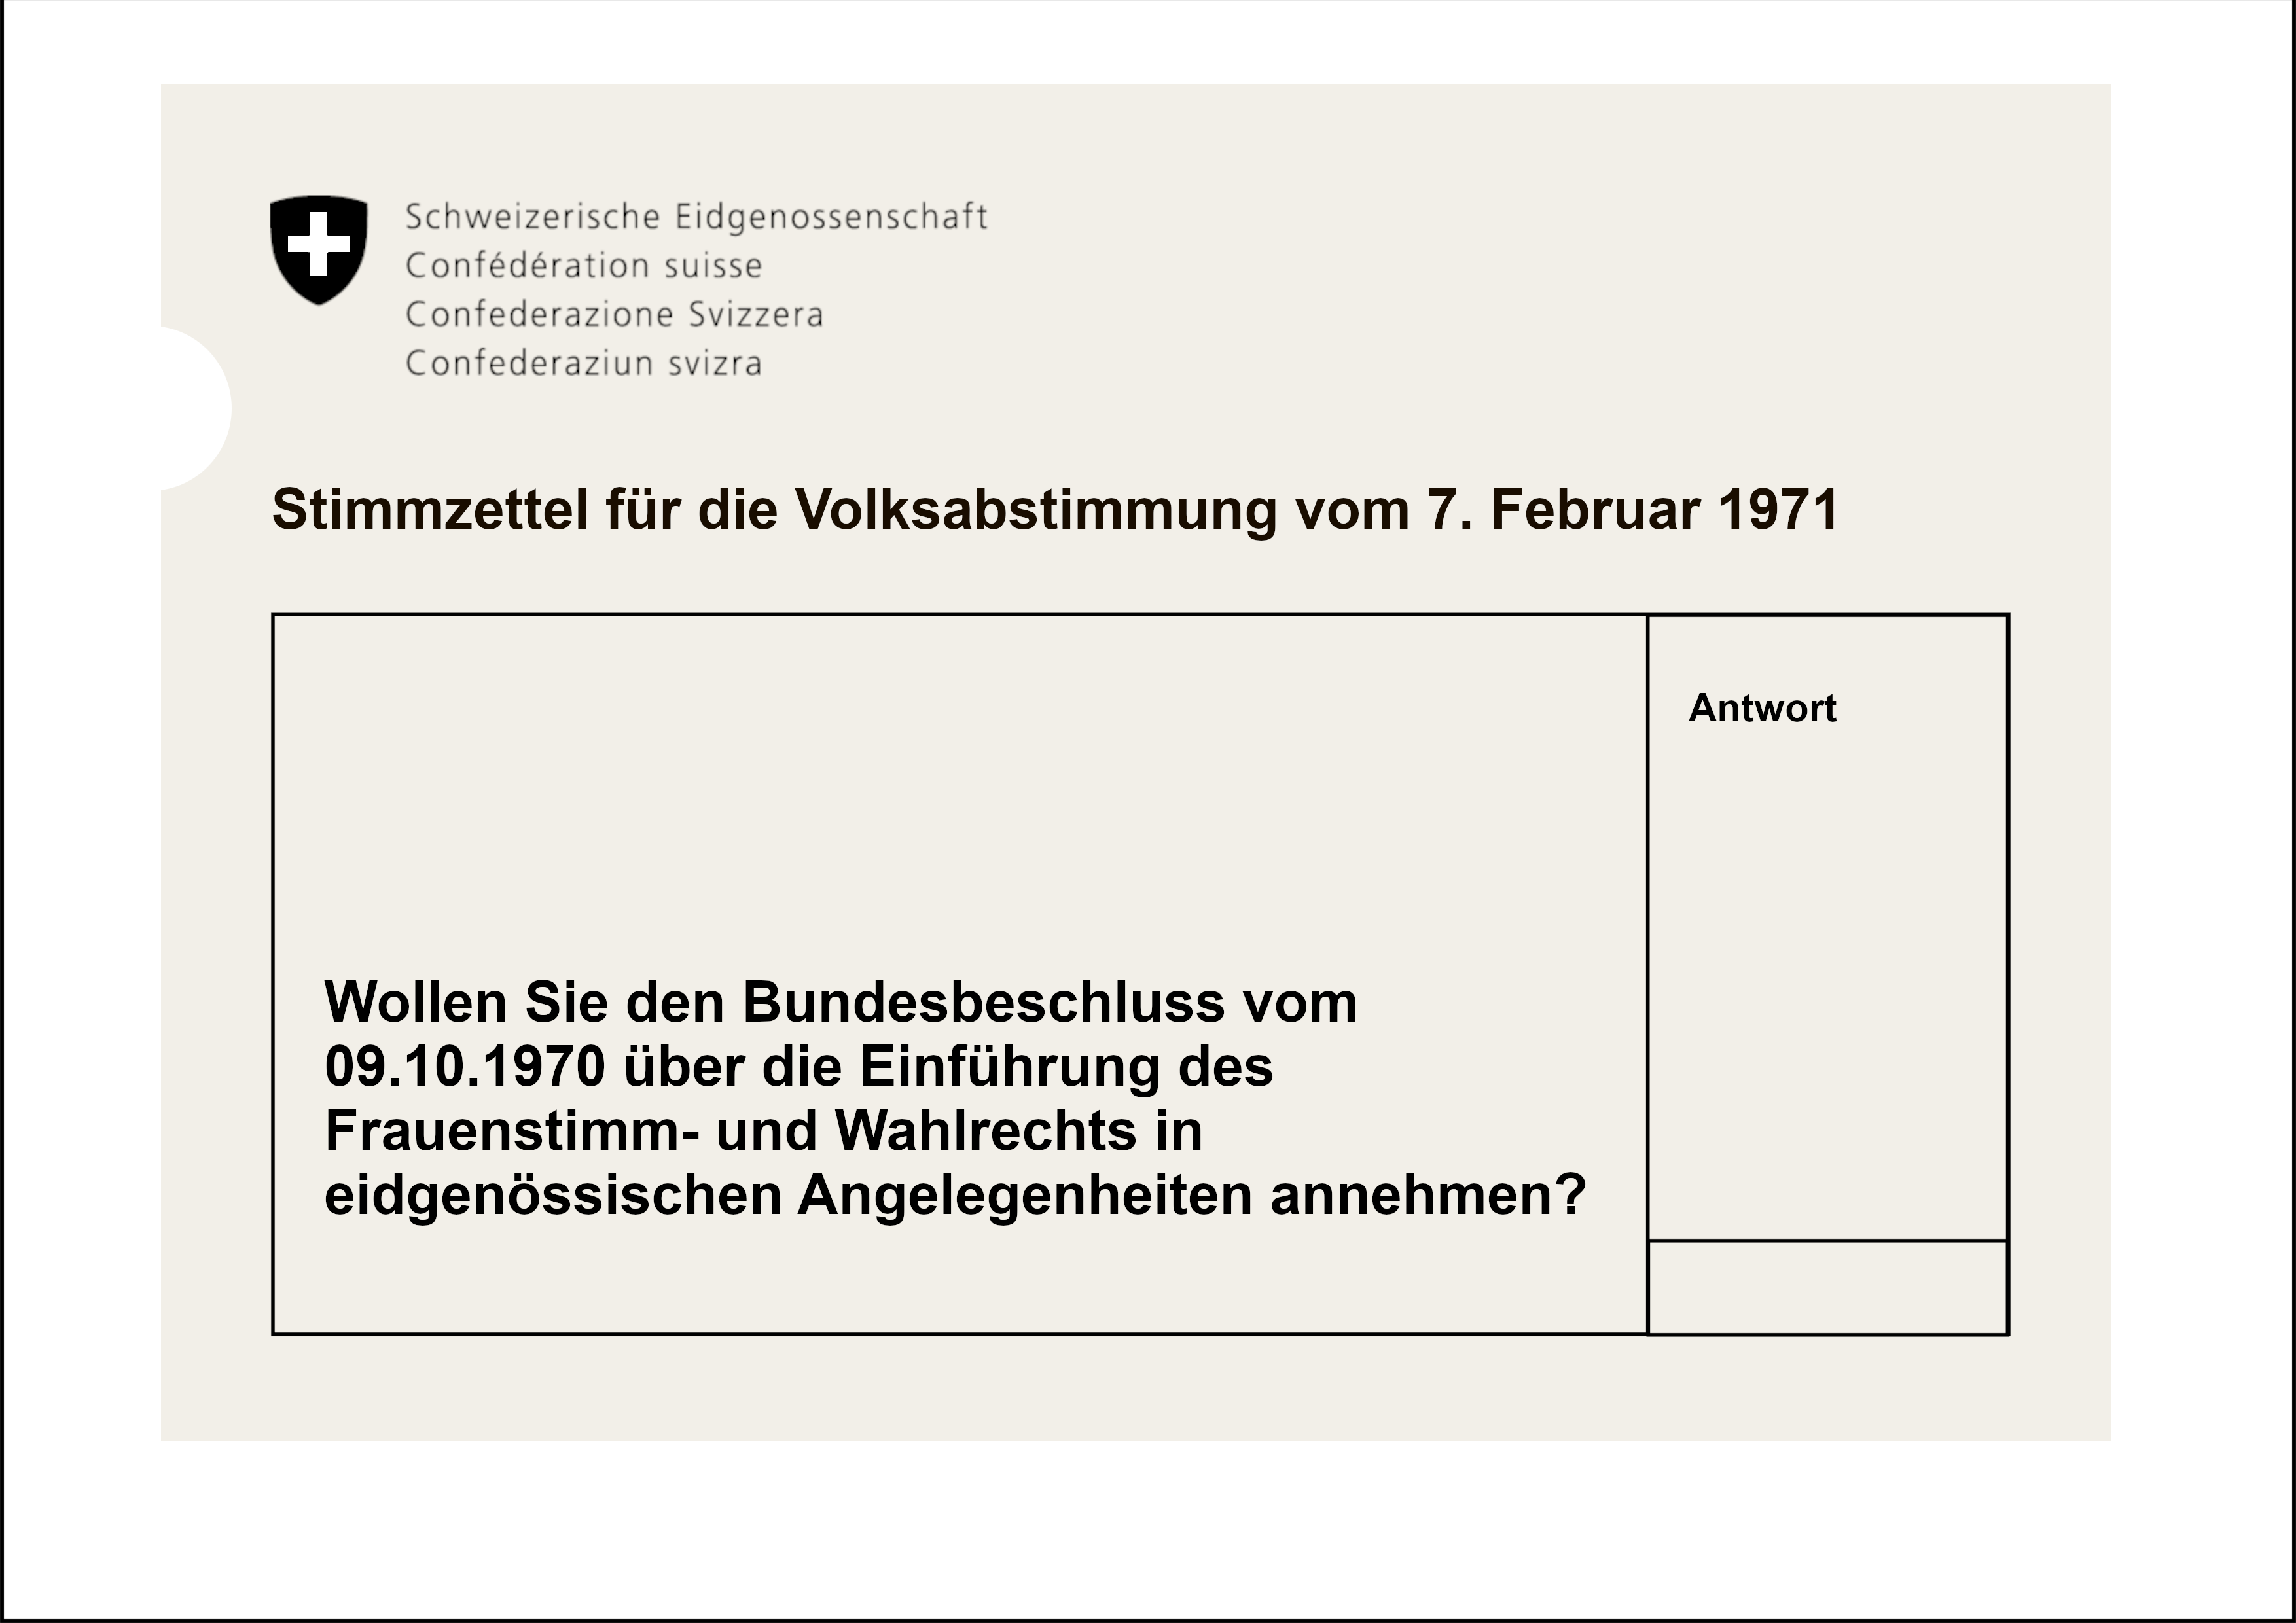 Schweizerische Eidgenossenschaft
Confédération suisse
Confederazione Svizzera
Confederaziun svizra
Stimmzettel für die Volksabstimmung vom 7. Februar 1971
Antwort
Wollen Sie den Bundesbeschluss vom
09.10.1970 über die Einführung des
Frauenstimm- und Wahlrechts in
eidgenössischen Angelegenheiten annehmen?